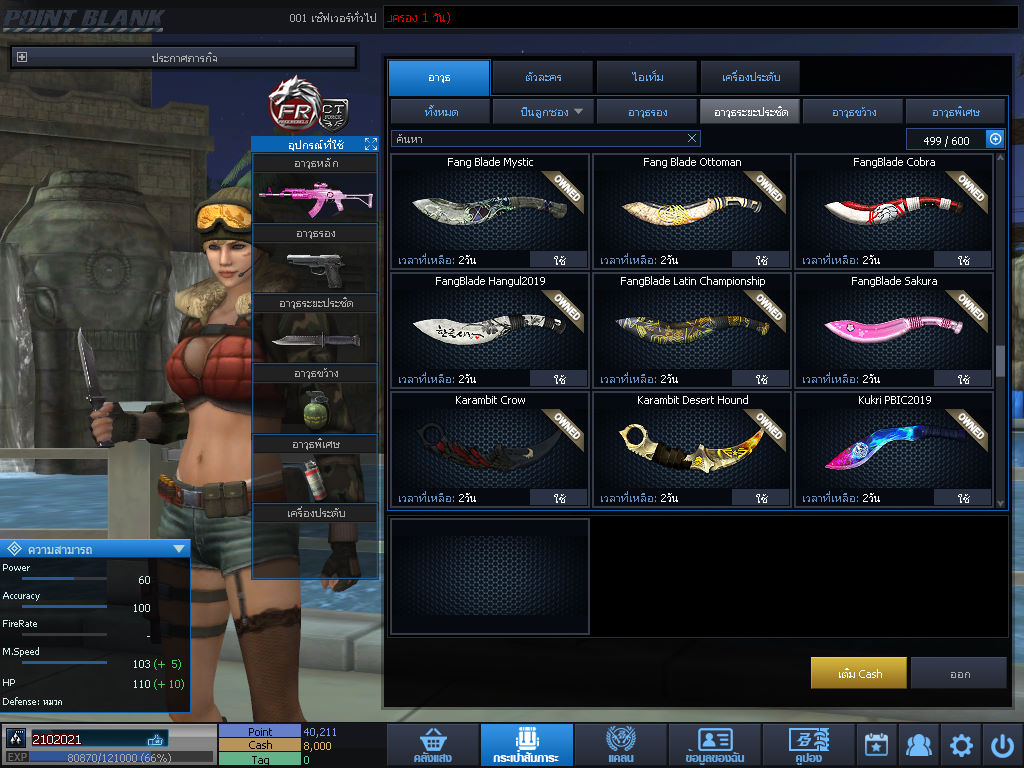 POINT BLANK
001 เซิฟเวอร์ทั่วไป
ครอง 1 วัน)
ประกาศภารกิจ
FR
CT
FORCE
อุปกรณ์ที่ใช้
อาวุธหลัก
อาวุธรอง
อาวุธระยะประชิด
อาวุธขว้าง
อาวุธพิเศษ
เครื่องประดับ
อาวุธ ตัวละคร ไอเท็ม เครื่องประดับ
ทั้งหมด ปืนลูกซอง อาวุธรอง อาวุธระยะประชิด อาวุธขว้าง อาวุธพิเศษ
ค้นหา 499 / 600
Fang Blade Mystic Fang Blade Ottoman FangBlade Cobra
OWNED OWNED OWNED
เวลาที่เหลือ: 2วัน ใช้ เวลาที่เหลือ: 2วัน ใช้ เวลาที่เหลือ: 2วัน ใช้
FangBlade Hangul2019 FangBlade Latin Championship FangBlade Sakura
OWNED OWNED OWNED
เวลาที่เหลือ: 2วัน ใช้ เวลาที่เหลือ: 2วัน ใช้ เวลาที่เหลือ: 2วัน ใช้
Karambit Crow Karambit Desert Hound Kukri PBIC2019
OWNED OWNED OWNED
เวลาที่เหลือ: 2วัน ใช้ เวลาที่เหลือ: 2วัน ใช้ เวลาที่เหลือ: 2วัน ใช้
เติม Cash ออก
ความสามารถ
Power
60
Accuracy
100
FireRate
-
M.Speed
103 (+ 5)
HP
110 (+ 10)
Defense: หมวก
2102021
EXP 80870/121000 (66%)
Point 40,211
Cash 8,000
Tag 0
คลังแสง กระเป๋าสัมภาระ แคลน ข้อมูลของฉัน คูปอง